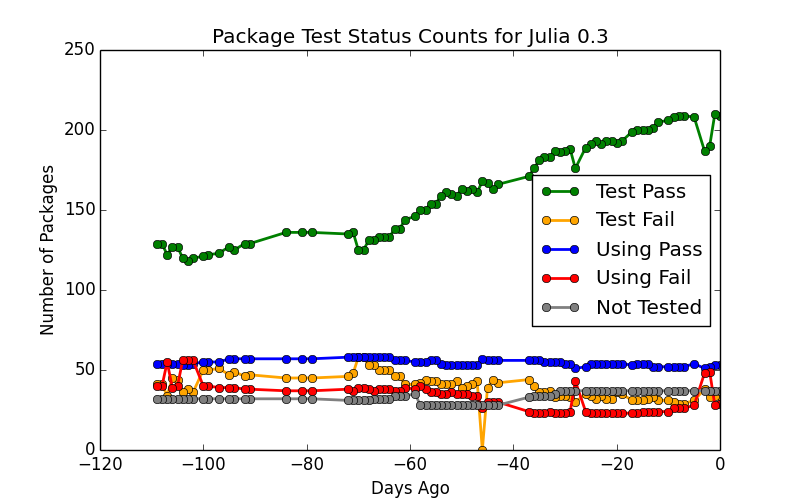 Package Test Status Counts for Julia 0.3
250
200
150
100
50
0
Number of Packages
Test Pass
Test Fail
Using Pass
Using Fail
Not Tested
−120 −100 −80 −60 −40 −20 0
Days Ago